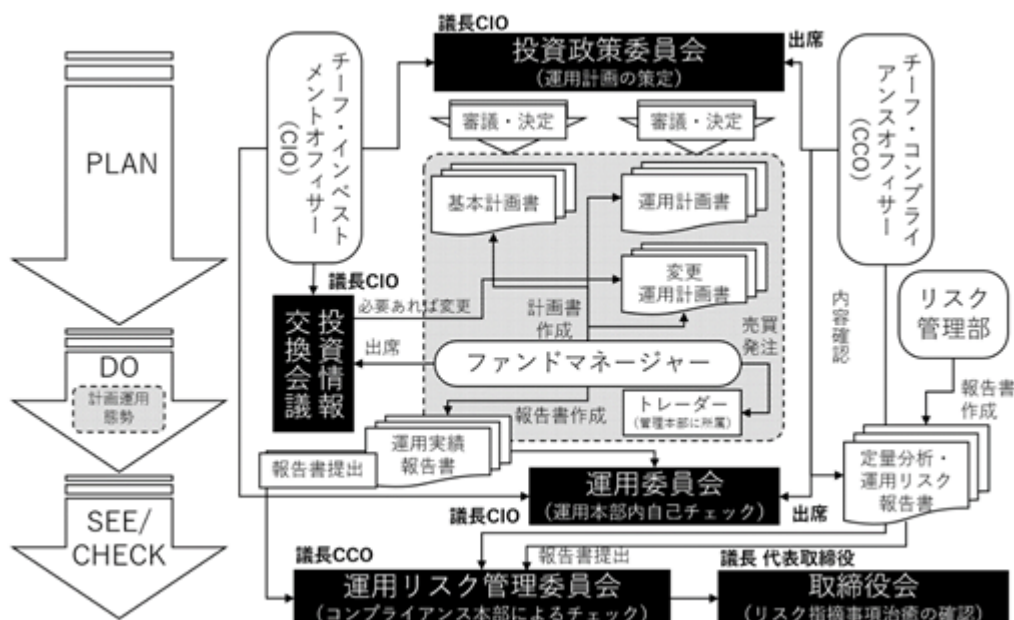 議長CIO
投資政策委員会
(運用計画の策定)
出席
チーフ・インベスト
メントオフィサー
(CIO)
チーフ・コンプライ
アンスオフィサー
(CCO)
PLAN
審議・決定
審議・決定
基本計画書
運用計画書
変更
運用計画書
議長CIO
必要あれば変更
投資情報
交換会議
出席
計画書
作成
売買
発注
内容確認
リスク
管理部
ファンドマネージャー
DO
計画運用
態勢
報告書作成
トレーダー
(管理本部に所属)
報告書
作成
運用実績
報告書
報告書提出
定量分析・
運用リスク
報告書
運用委員会
(運用本部内自己チェック)
議長CIO
出席
SEE/
CHECK
議長CCO
報告書提出
議長 代表取締役
運用リスク管理委員会
(コンプライアンス本部によるチェック)
取締役会
(リスク指摘事項治癒の確認)